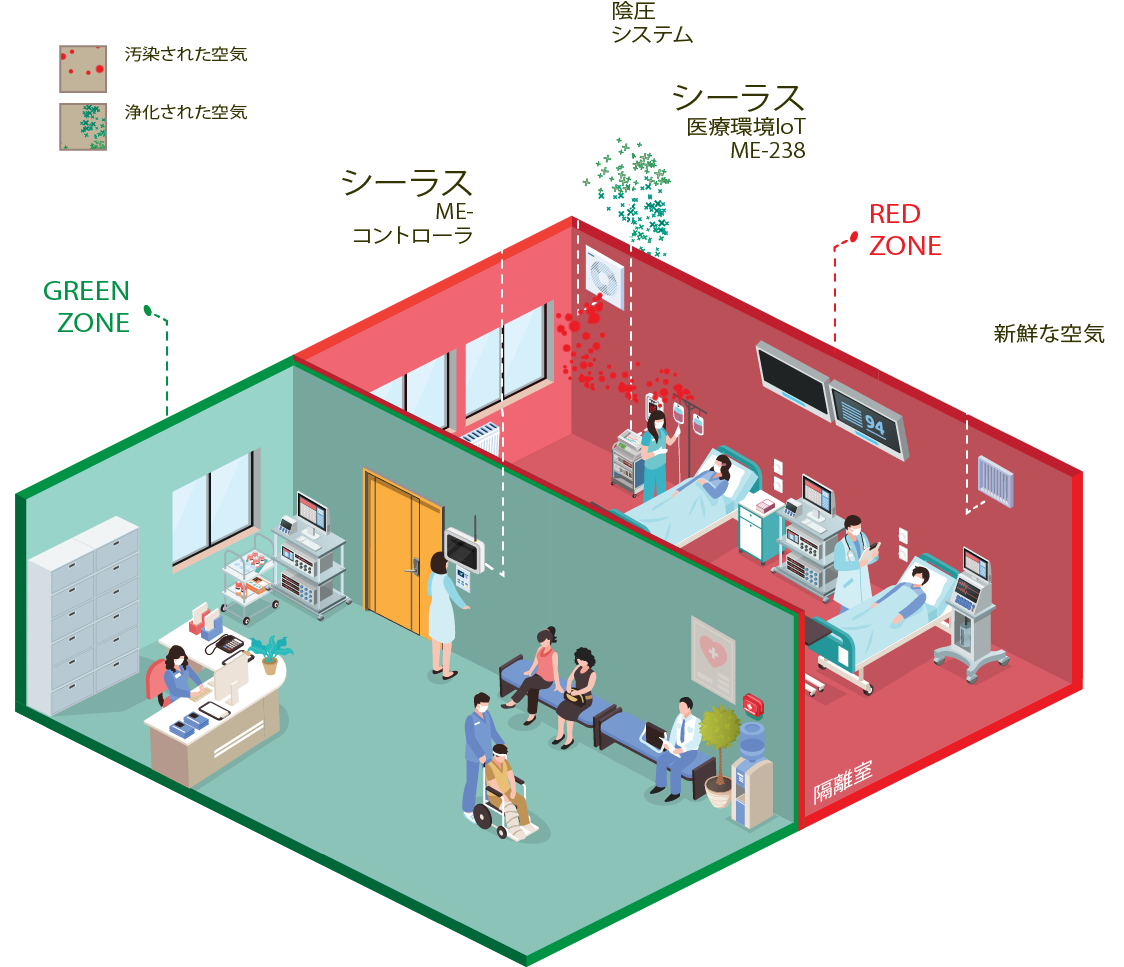 陰圧
システム
汚染された空気
浄化された空気
シーラス
医療環境IoT
ME-238
シーラス
ME-
コントローラ
RED
ZONE
GREEN
ZONE
新鮮な空気
94
隔離室